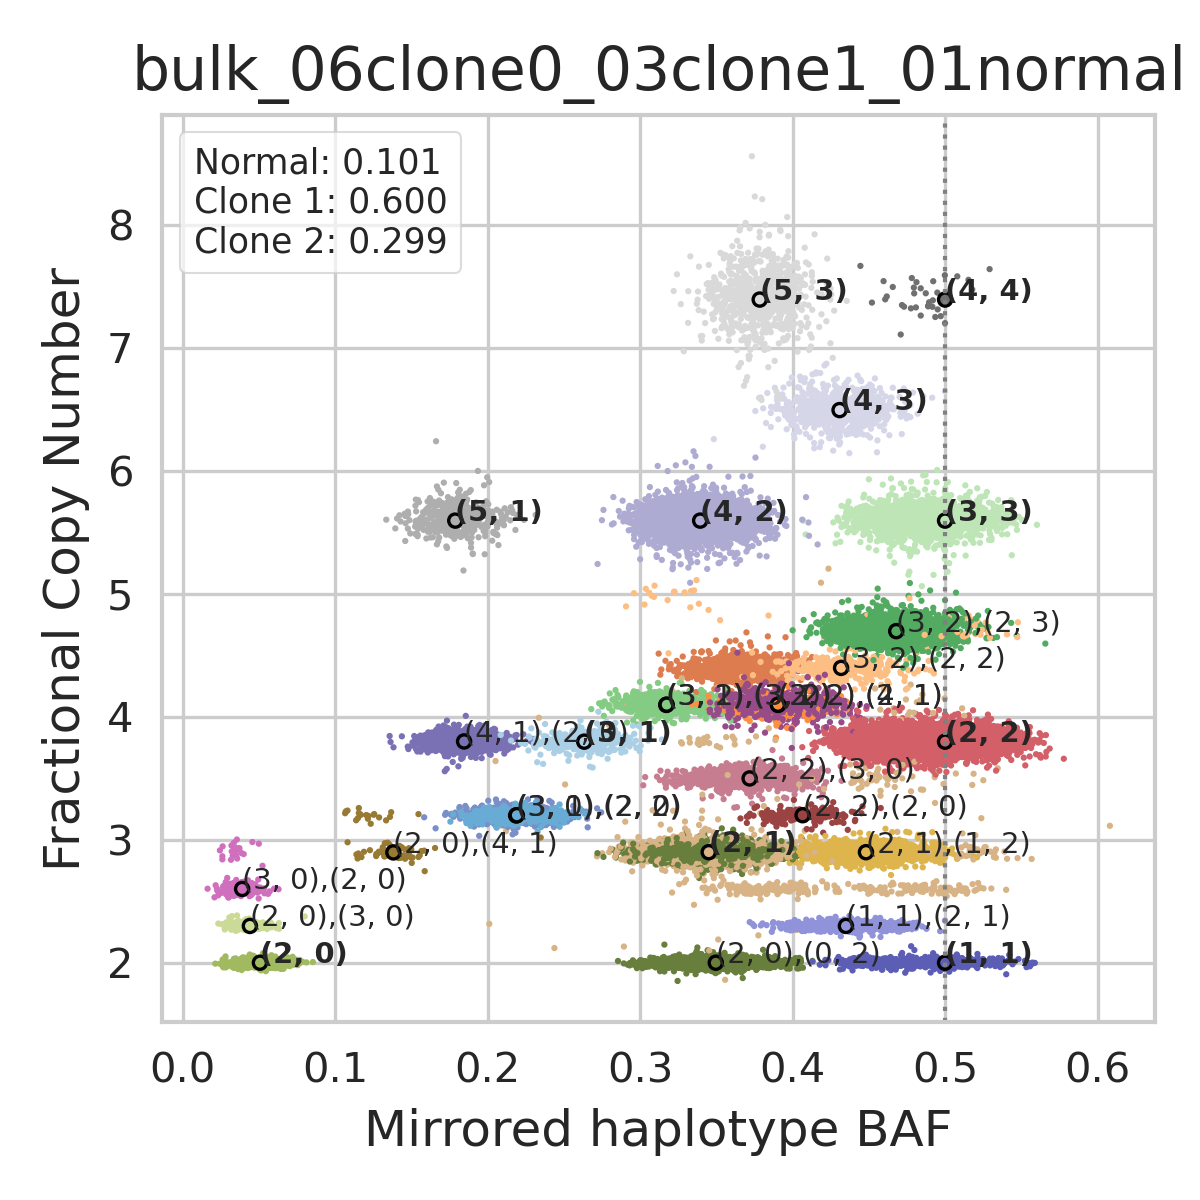 bulk_06clone0_03clone1_01normal
Normal: 0.101
Clone 1: 0.600
Clone 2: 0.299
Fractional Copy Number
8
7
6
5
4
3
2
(5, 3)
(4, 4)
(4, 3)
(5, 1)
(4, 2)
(3, 3)
(3, 2),(2, 3)
(3, 2),(2, 2)
(2, 2)
(2, 2),(3, 0)
(2, 2),(2, 0)
(2, 0),(4, 1)
(2, 1)
(2, 1),(1, 2)
(3, 0),(2, 0)
(2, 0),(3, 0)
(1, 1),(2, 1)
(2, 0)
(2, 0),(0, 2)
(1, 1)
0.0 0.1 0.2 0.3 0.4 0.5 0.6
Mirrored haplotype BAF